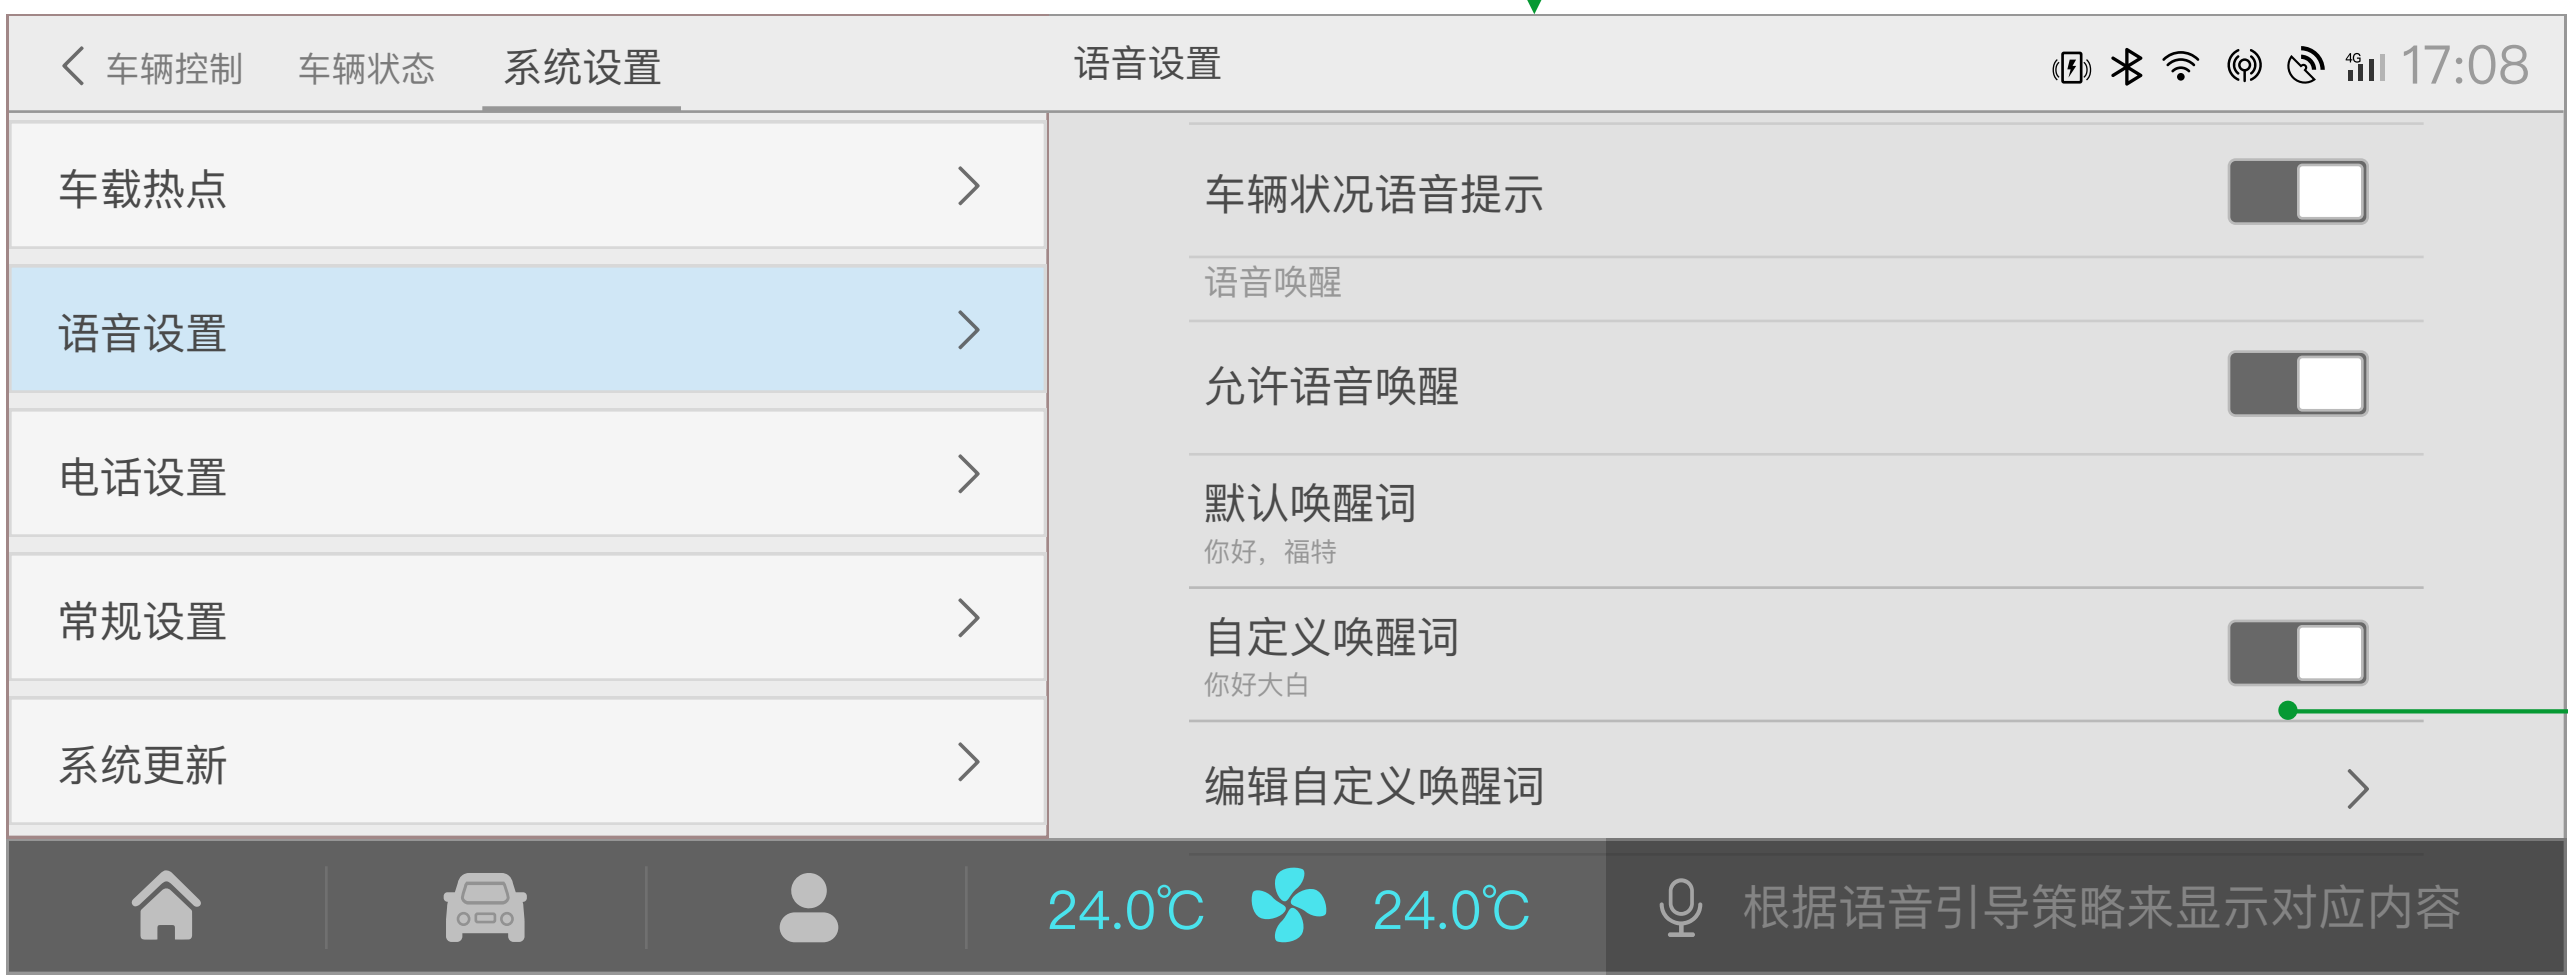 车辆控制 车辆状态 系统设置 语音设置 4G 17:08
车载热点
语音设置
电话设置
常规设置
系统更新
车辆状况语音提示
语音唤醒
允许语音唤醒
默认唤醒词
你好，福特
自定义唤醒词
你好大白
编辑自定义唤醒词
24.0℃ 24.0℃ 根据语音引导策略来显示对应内容